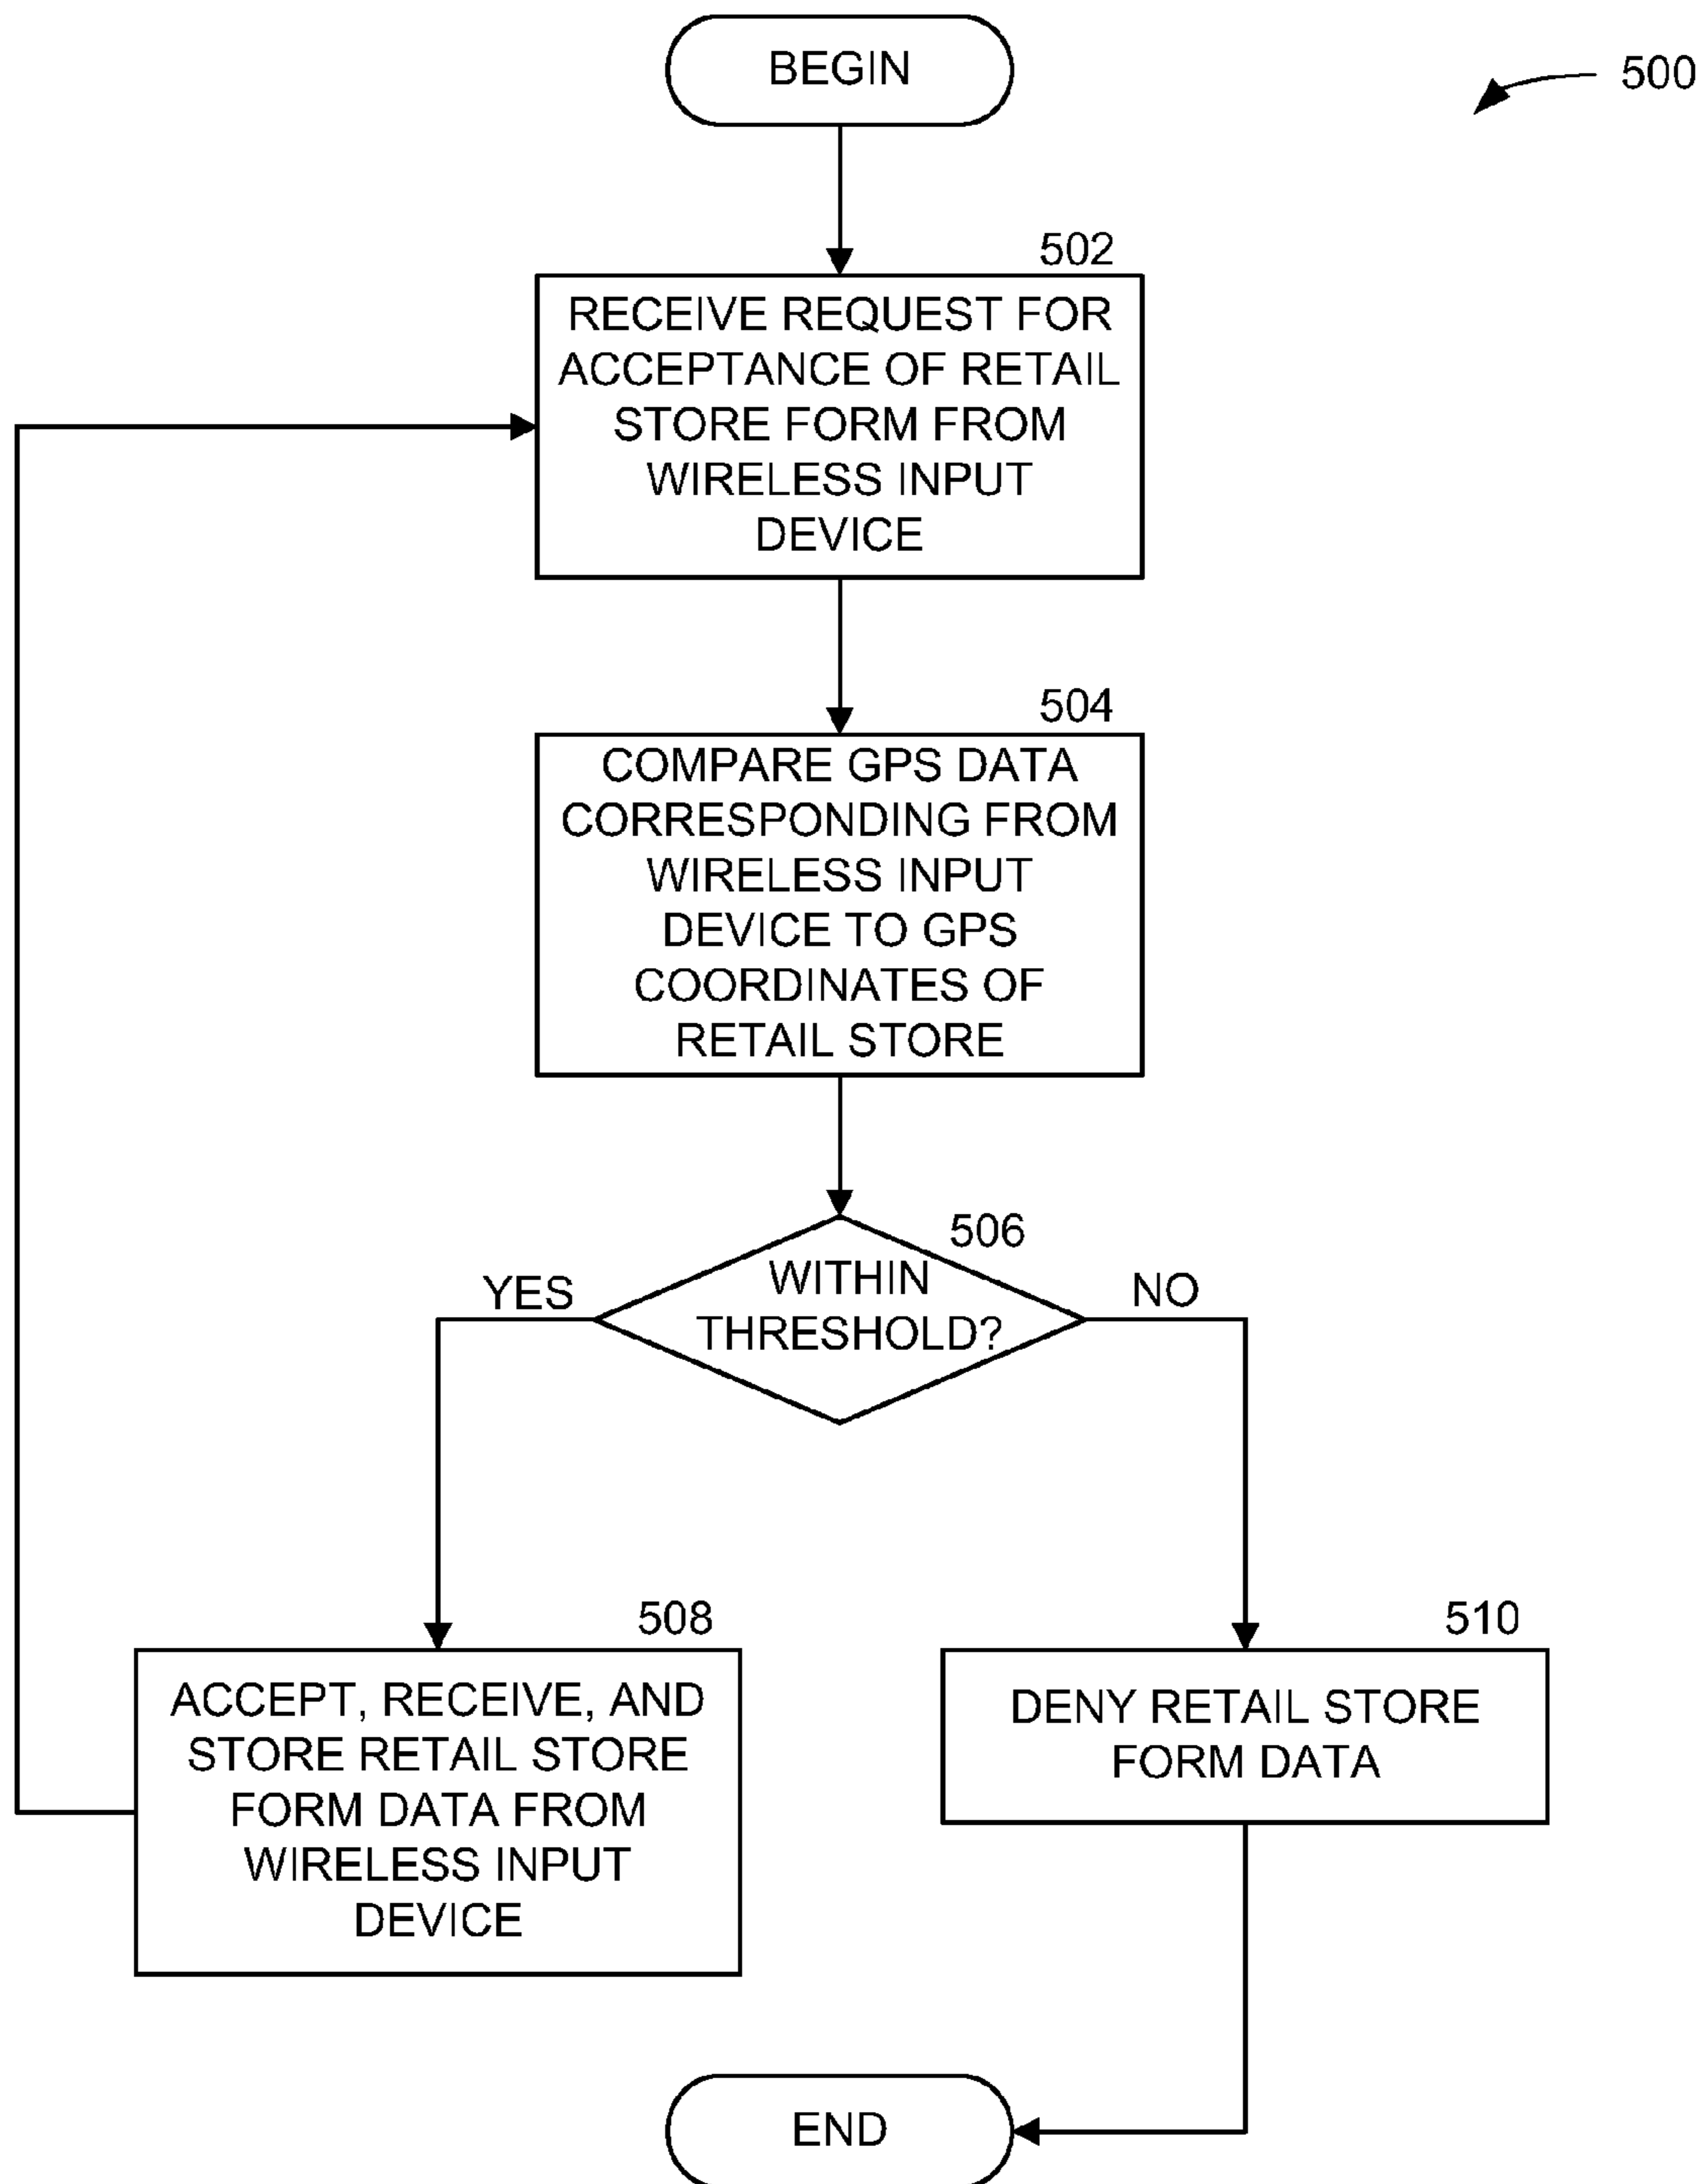 BEGIN
500
502
RECEIVE REQUEST FOR
ACCEPTANCE OF RETAIL
STORE FORM FROM
WIRELESS INPUT
DEVICE
504
COMPARE GPS DATA
CORRESPONDING FROM
WIRELESS INPUT
DEVICE TO GPS
COORDINATES OF
RETAIL STORE
506
WITHIN
THRESHOLD?
YES
NO
508
ACCEPT, RECEIVE, AND
STORE RETAIL STORE
FORM DATA FROM
WIRELESS INPUT
DEVICE
510
DENY RETAIL STORE
FORM DATA
END